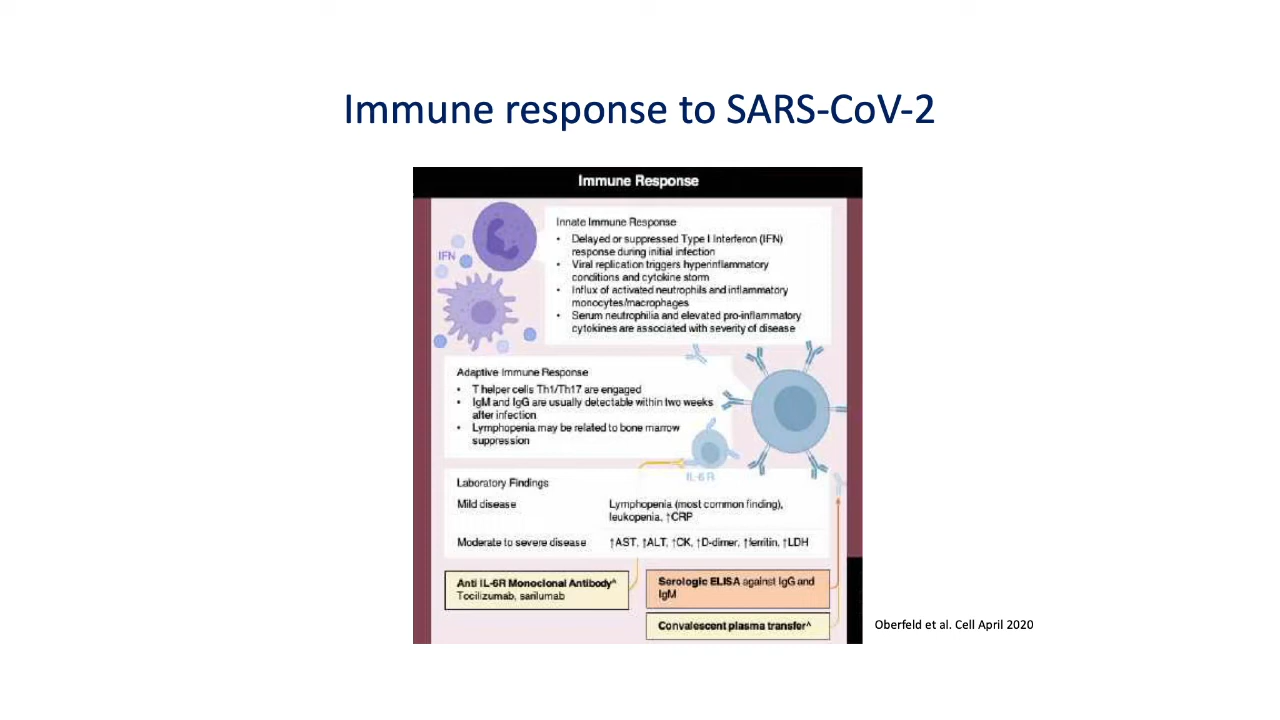 Immune response to SARS-CoV-2
Immune Response
IFN
Innate Immune Response
• Delayed or suppressed Type I Interferon (IFN)
response during initial infection
• Viral replication triggers hyperinflammatory
conditions and cytokine storm
• Influx of activated neutrophils and inflammatory
monocytes/macrophages
• Serum neutrophilia and elevated pro-inflammatory
cytokines are associated with severity of disease
Adaptive Immune Response
• T helper cells Th1/Th17 are engaged
• IgM and IgG are usually detectable within two weeks
after infection
• Lymphopenia may be related to bone marrow
suppression
IL-6 R
Laboratory Findings
Mild disease
Lymphopenia (most common finding),
leukopenia, ↑CRP
Moderate to severe disease
↑AST, ↑ALT, ↑CK, ↑D-dimer, ↑ferritin, ↑LDH
Anti IL-6R Monoclonal Antibody^
Tocilizumab, sarilumab
Serologic ELISA against IgG and
IgM
Convalescent plasma transfer^
Oberfeld et al. Cell April 2020